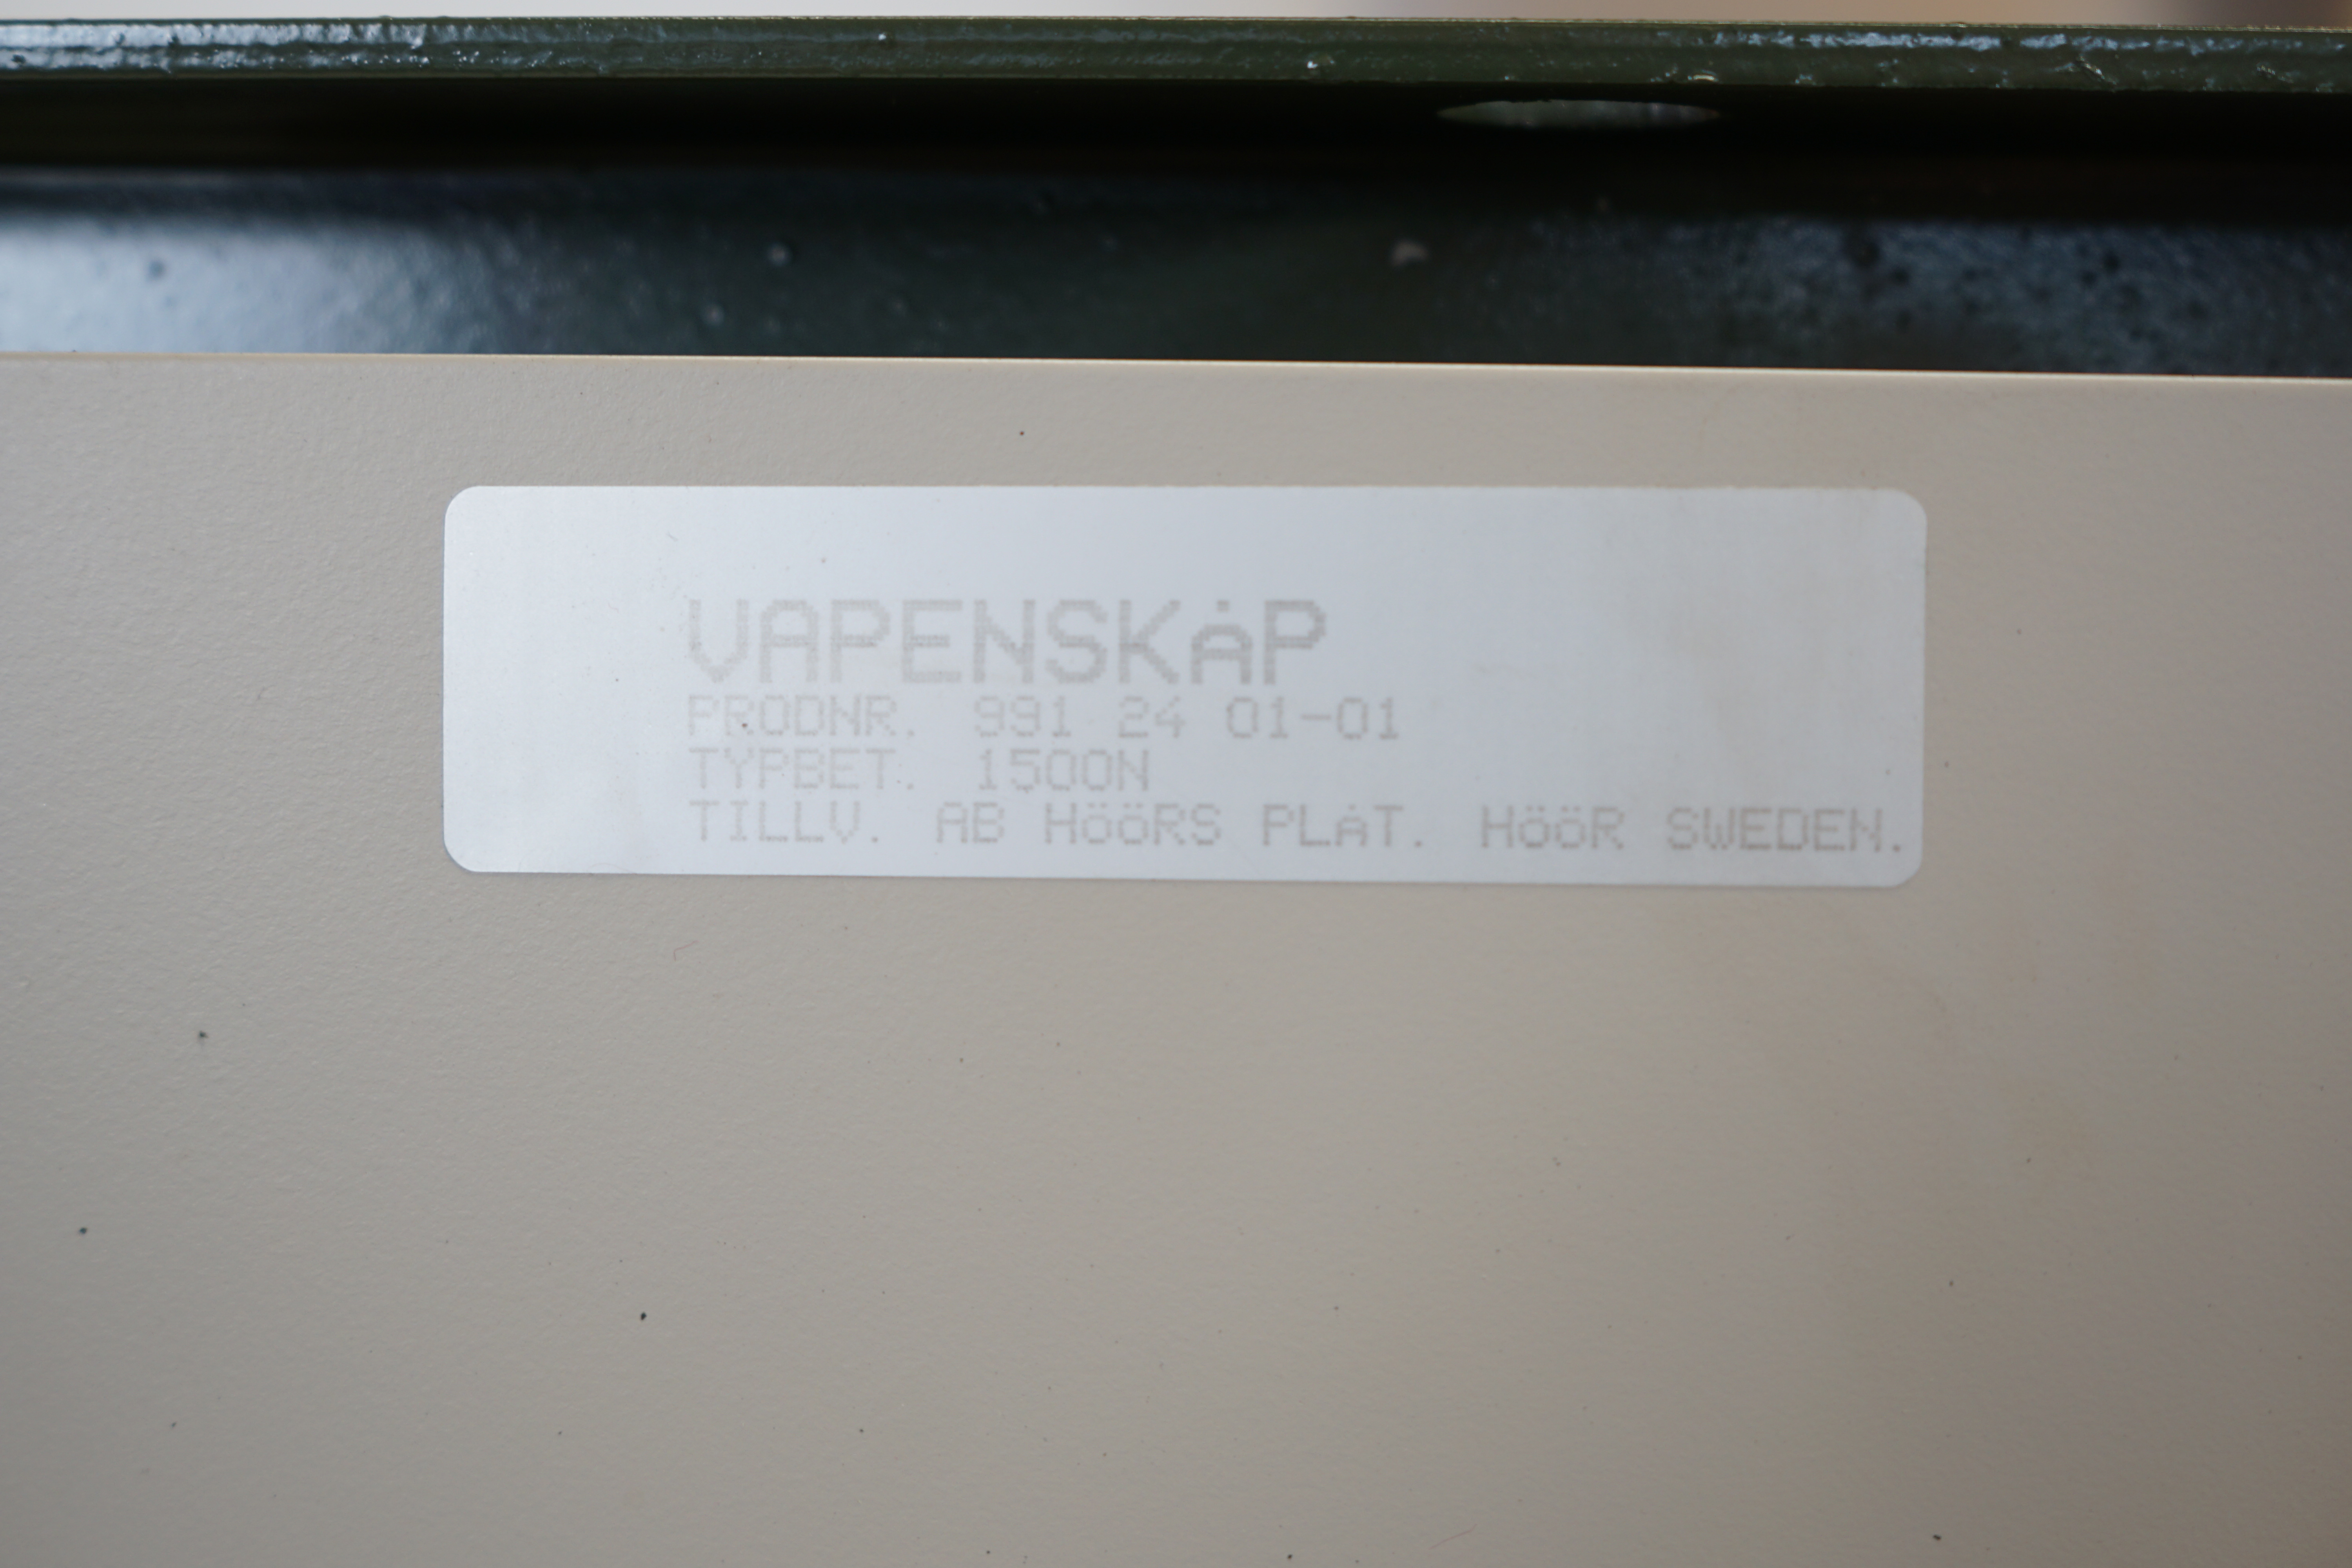 VAPENSKÅP
PRODNR. 991 24 01-01
TYPBET. 1500N
TILLV. AB HÖÖRS PLÅT. HÖÖR SWEDEN.